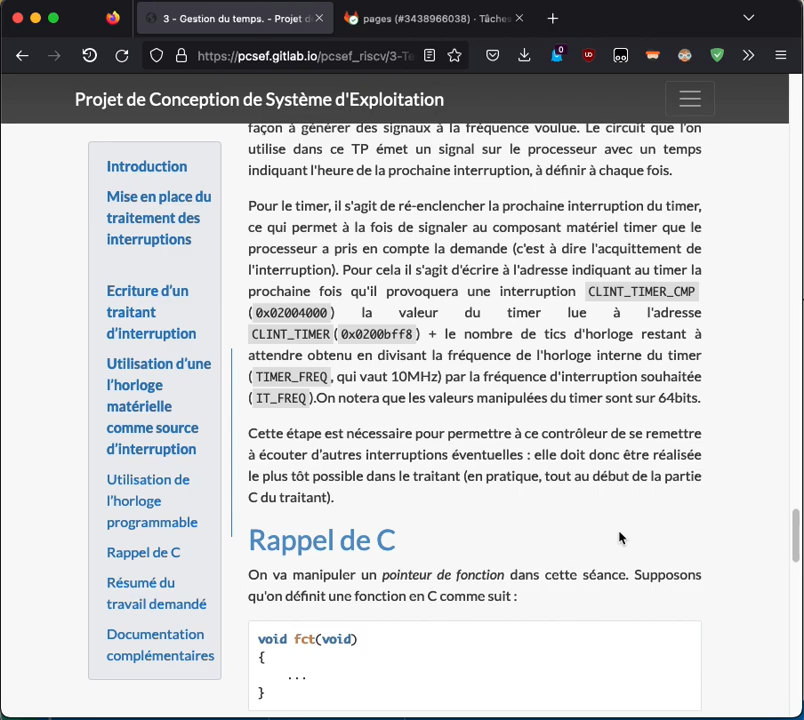 3 - Gestion du temps. - Projet d
pages (#3438966038) · Tâches
https://pcsef.gitlab.io/pcsef_riscv/3-Te
0
Projet de Conception de Système d'Exploitation
Introduction
Mise en place du
traitement des
interruptions
Ecriture d'un
traitant
d'interruption
Utilisation d'une
l'horloge
matérielle
comme source
d'interruption
Utilisation de
l'horloge
programmable
Rappel de C
Résumé du
travail demandé
Documentation
complémentaires
façon à générer des signaux à la fréquence voulue. Le circuit que l'on
utilise dans ce TP émet un signal sur le processeur avec un temps
indiquant l'heure de la prochaine interruption, à définir à chaque fois.
Pour le timer, il s'agit de ré-enclencher la prochaine interruption du timer,
ce qui permet à la fois de signaler au composant matériel timer que le
processeur a pris en compte la demande (c'est à dire l'acquittement de
l'interruption). Pour cela il s'agit d'écrire à l'adresse indiquant au timer la
prochaine fois qu'il provoquera une interruption CLINT_TIMER_CMP
(0x02004000) la valeur du timer lue à l'adresse
CLINT_TIMER(0x0200bff8) + le nombre de tics d'horloge restant à
attendre obtenu en divisant la fréquence de l'horloge interne du timer
(TIMER_FREQ, qui vaut 10MHz) par la fréquence d'interruption souhaitée
(IT_FREQ).On notera que les valeurs manipulées du timer sont sur 64bits.
Cette étape est nécessaire pour permettre à ce contrôleur de se remettre
à écouter d'autres interruptions éventuelles : elle doit donc être réalisée
le plus tôt possible dans le traitant (en pratique, tout au début de la partie
C du traitant).
Rappel de C
On va manipuler un pointeur de fonction dans cette séance. Supposons
qu'on définit une fonction en C comme suit :
void fct(void)
{
...
}